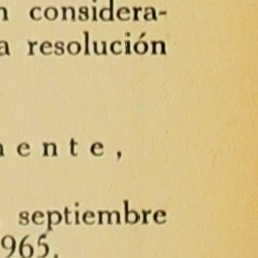 n considera-
a resolución
n e n t e ,
septiembre
965.